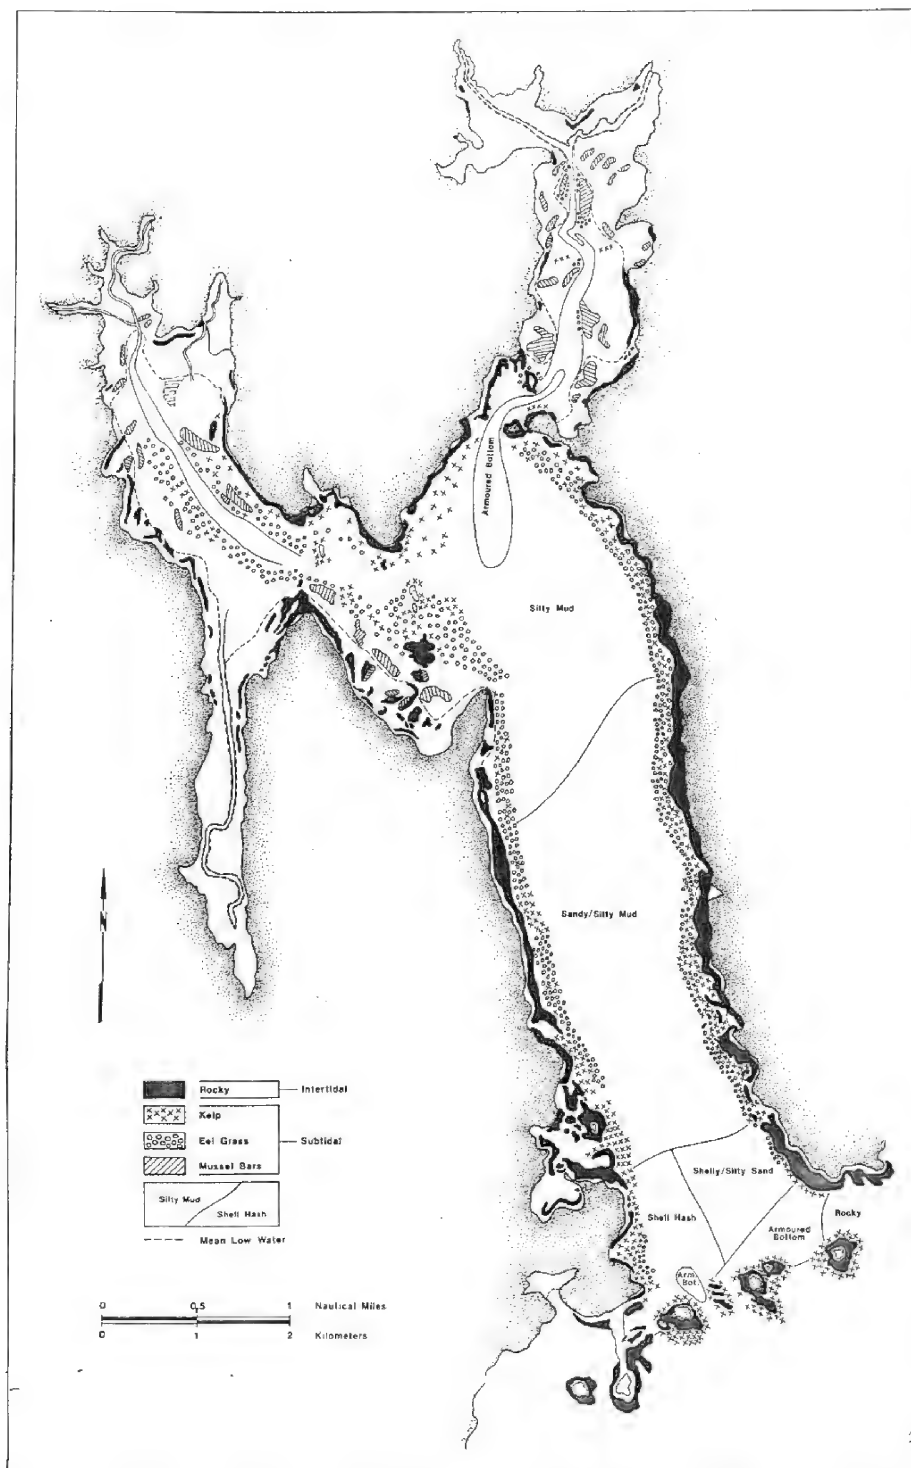 Armoured Bottom
Silty Mud
Sandy/Silty Mud
N
Rocky
Intertidal
Kelp
Eel Grass
Subtidal
Mussel Bars
Silty Mud
Shell Hash
Mean Low Water
0 0,5 1 Nautical Miles
0 1 2 Kilometers
Shelly/Silty Sand
Shell Hash
Armoured
Bottom
Rocky
Arm.
Bot.